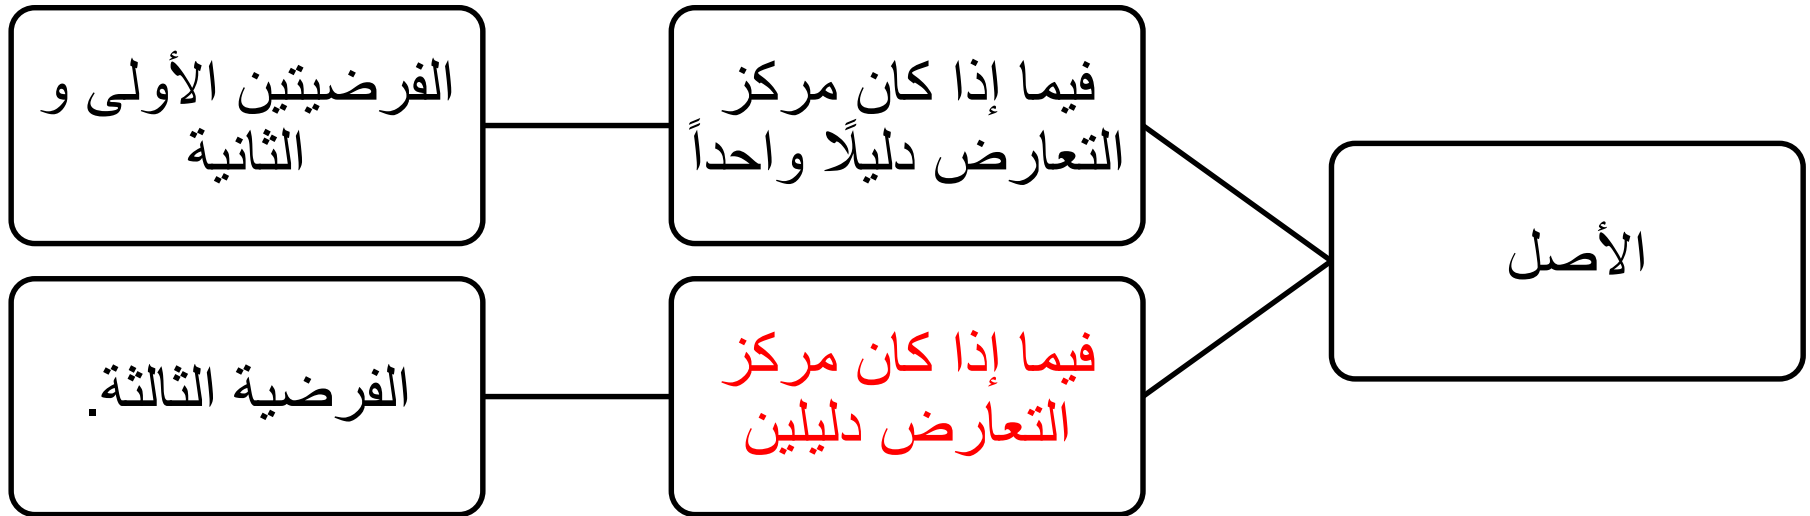 الأصل
فيما إذا كان مركز
التعارض دليلًا واحداً
الفرضيتين الأولى و
الثانية
فيما إذا كان مركز
التعارض دليلين
الفرضية الثالثة.